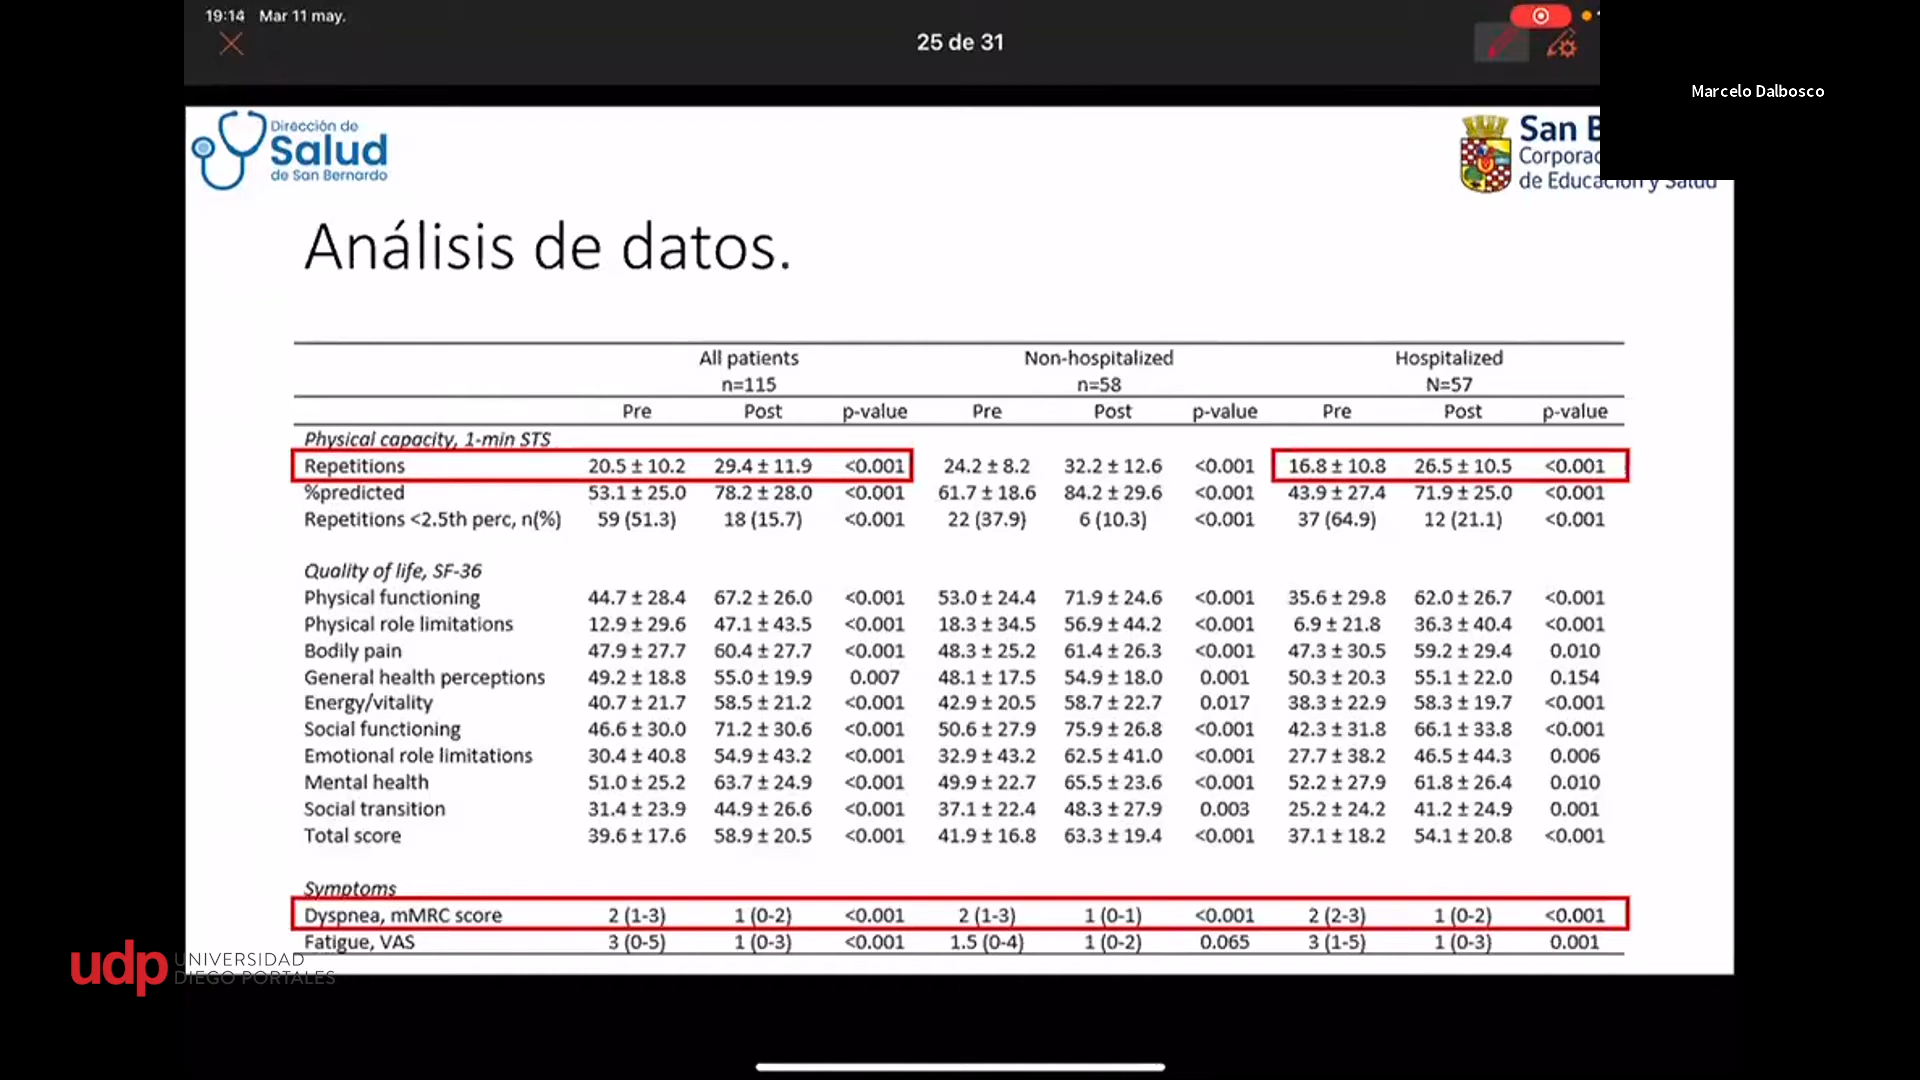 19:14 Mar 11 may.
25 de 31
Marcelo Dalbosco
Dirección de
Salud
de San Bernardo
San B
Corporac
de Educación y Salud
Análisis de datos.
All patients Non-hospitalized Hospitalized
n=115 n=58 N=57
Pre Post p-value Pre Post p-value Pre Post p-value
Physical capacity, 1-min STS
Repetitions 20.5 ± 10.2 29.4 ± 11.9 <0.001 24.2 ± 8.2 32.2 ± 12.6 <0.001 16.8 ± 10.8 26.5 ± 10.5 <0.001
%predicted 53.1 ± 25.0 78.2 ± 28.0 <0.001 61.7 ± 18.6 84.2 ± 29.6 <0.001 43.9 ± 27.4 71.9 ± 25.0 <0.001
Repetitions <2.5th perc, n(%) 59 (51.3) 18 (15.7) <0.001 22 (37.9) 6 (10.3) <0.001 37 (64.9) 12 (21.1) <0.001
Quality of life, SF-36
Physical functioning 44.7 ± 28.4 67.2 ± 26.0 <0.001 53.0 ± 24.4 71.9 ± 24.6 <0.001 35.6 ± 29.8 62.0 ± 26.7 <0.001
Physical role limitations 12.9 ± 29.6 47.1 ± 43.5 <0.001 18.3 ± 34.5 56.9 ± 44.2 <0.001 6.9 ± 21.8 36.3 ± 40.4 <0.001
Bodily pain 47.9 ± 27.7 60.4 ± 27.7 <0.001 48.3 ± 25.2 61.4 ± 26.3 <0.001 47.3 ± 30.5 59.2 ± 29.4 0.010
General health perceptions 49.2 ± 18.8 55.0 ± 19.9 0.007 48.1 ± 17.5 54.9 ± 18.0 0.001 50.3 ± 20.3 55.1 ± 22.0 0.154
Energy/vitality 40.7 ± 21.7 58.5 ± 21.2 <0.001 42.9 ± 20.5 58.7 ± 22.7 0.017 38.3 ± 22.9 58.3 ± 19.7 <0.001
Social functioning 46.6 ± 30.0 71.2 ± 30.6 <0.001 50.6 ± 27.9 75.9 ± 26.8 <0.001 42.3 ± 31.8 66.1 ± 33.8 <0.001
Emotional role limitations 30.4 ± 40.8 54.9 ± 43.2 <0.001 32.9 ± 43.2 62.5 ± 41.0 <0.001 27.7 ± 38.2 46.5 ± 44.3 0.006
Mental health 51.0 ± 25.2 63.7 ± 24.9 <0.001 49.9 ± 22.7 65.5 ± 23.6 <0.001 52.2 ± 27.9 61.8 ± 26.4 0.010
Social transition 31.4 ± 23.9 44.9 ± 26.6 <0.001 37.1 ± 22.4 48.3 ± 27.9 0.003 25.2 ± 24.2 41.2 ± 24.9 0.001
Total score 39.6 ± 17.6 58.9 ± 20.5 <0.001 41.9 ± 16.8 63.3 ± 19.4 <0.001 37.1 ± 18.2 54.1 ± 20.8 <0.001
Symptoms
Dyspnea, mMRC score 2 (1-3) 1 (0-2) <0.001 2 (1-3) 1 (0-1) <0.001 2 (2-3) 1 (0-2) <0.001
Fatigue, VAS 3 (0-5) 1 (0-3) <0.001 1.5 (0-4) 1 (0-2) 0.065 3 (1-5) 1 (0-3) 0.001
udp UNIVERSIDAD
DIEGO PORTALES